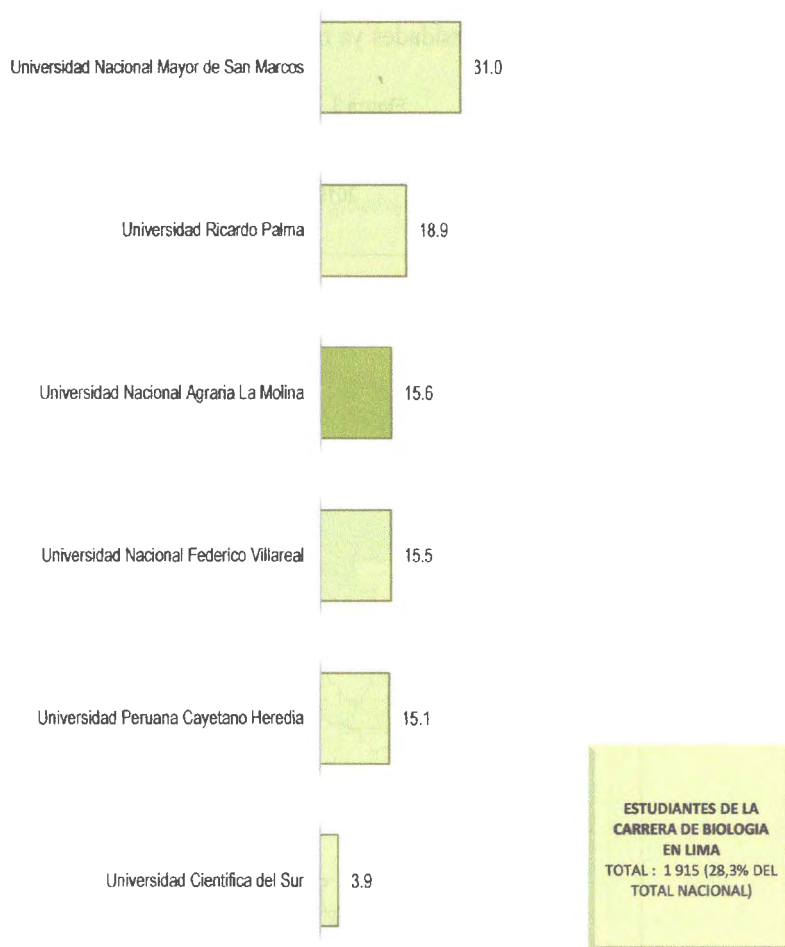 Universidad Nacional Mayor de San Marcos 31.0
Universidad Ricardo Palma 18.9
Universidad Nacional Agraria La Molina 15.6
Universidad Nacional Federico Villareal 15.5
Universidad Peruana Cayetano Heredia 15.1
Universidad Científica del Sur 3.9
ESTUDIANTES DE LA
CARRERA DE BIOLOGIA
EN LIMA
TOTAL : 1 915 (28,3% DEL
TOTAL NACIONAL)